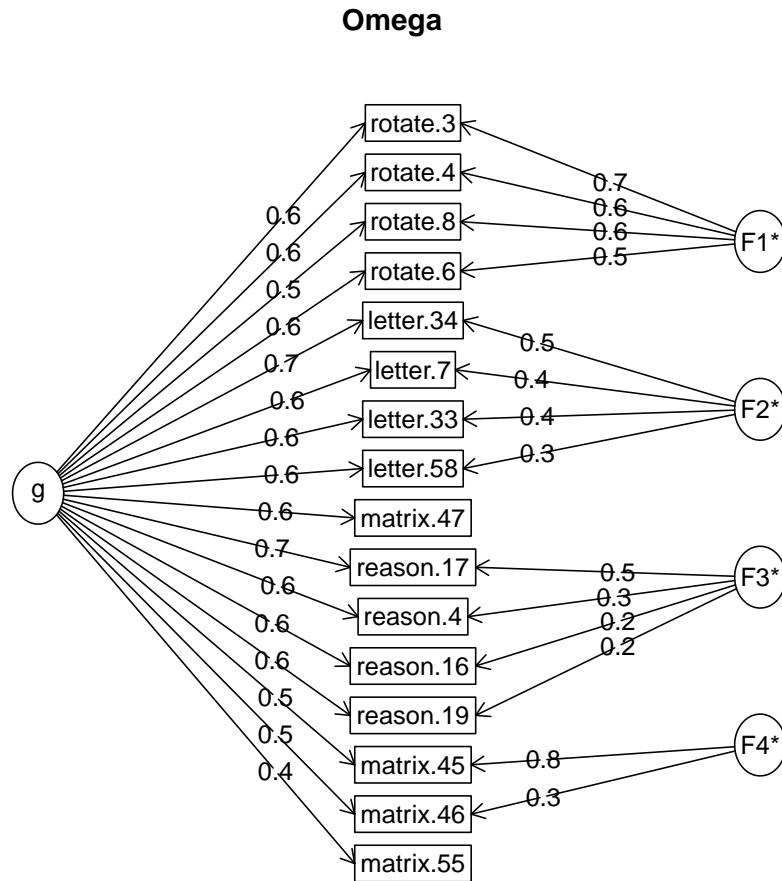 Omega
rotate.3
rotate.4
rotate.8
rotate.6
letter.34
letter.7
letter.33
letter.58
matrix.47
reason.17
reason.4
reason.16
reason.19
matrix.45
matrix.46
matrix.55
g
0.6
0.6
0.5
0.6
0.7
0.6
0.6
0.6
0.6
0.7
0.6
0.6
0.6
0.5
0.5
0.4
F1*
0.7
0.6
0.6
0.5
F2*
0.5
0.4
0.4
0.3
F3*
0.5
0.3
0.2
0.2
F4*
0.8
0.3